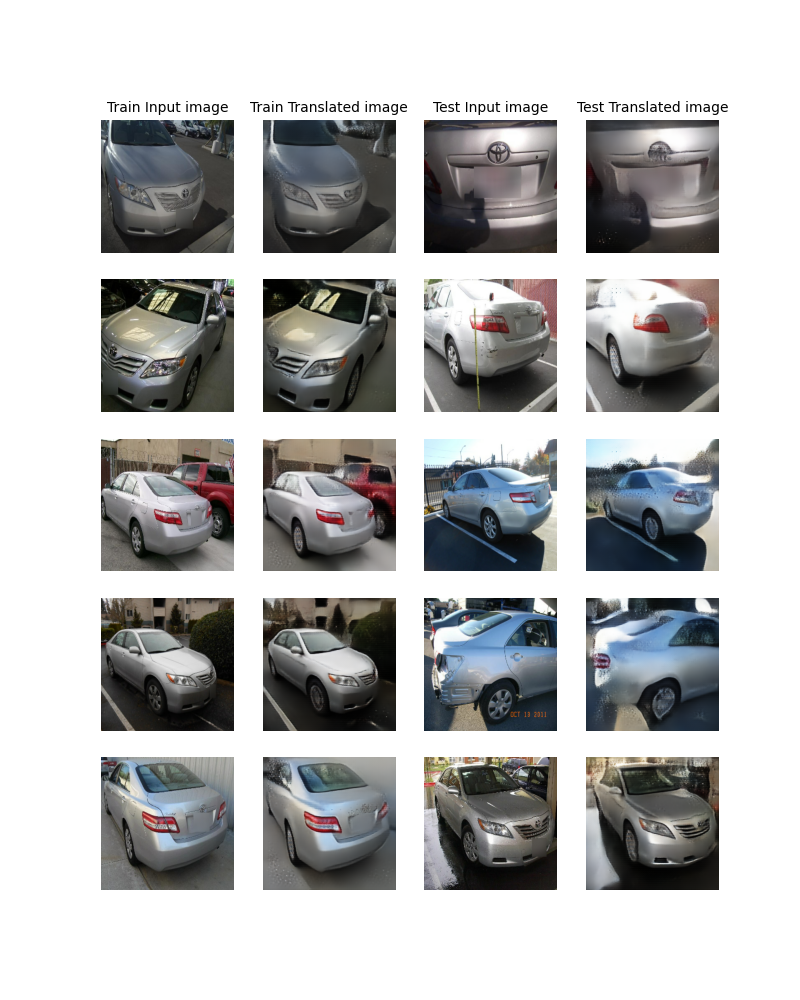 Train Input image
Train Translated image
Test Input image
Test Translated image
OCT 19 2011